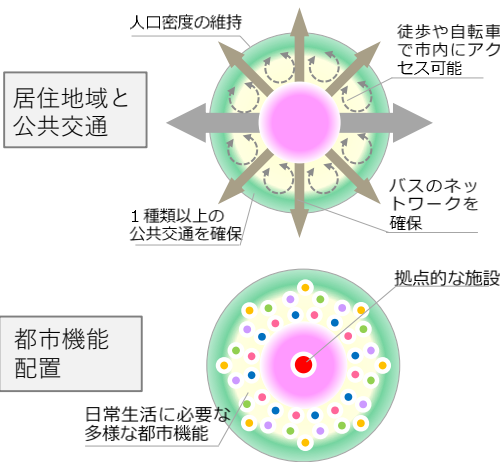 人口密度の維持
徒歩や自転車
で市内にアク
セス可能
居住地域と
公共交通
バスのネッ
トワークを
確保
１種類以上の
公共交通を確保
拠点的な施設
都市機能
配置
日常生活に必要な
多様な都市機能